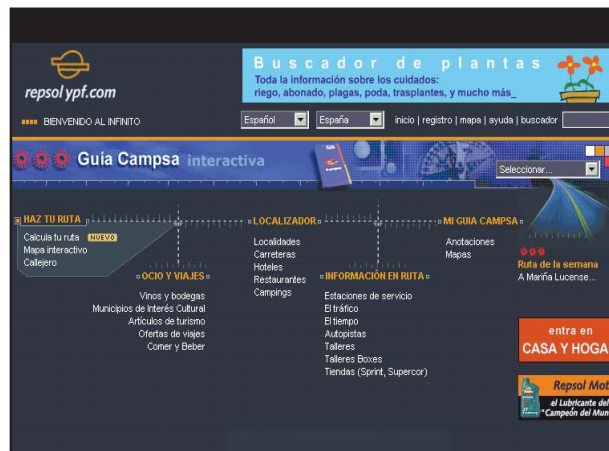 repsol ypf.com
Buscador de plantas
Toda la información sobre los cuidados:
riego, abonado, plagas, poda, trasplantes, y mucho más_
BIENVENIDO AL INFINITO
Español
España
inicio | registro | mapa | ayuda | buscador
Guía Campsa interactiva
Seleccionar...
HAZ TU RUTA
Calcula tu ruta NUEVO
Mapa interactivo
Callejero
OCIO Y VIAJES
Vinos y bodegas
Municipios de Interés Cultural
Artículos de turismo
Ofertas de viajes
Comer y Beber
LOCALIZADOR
Localidades
Carreteras
Hoteles
Restaurantes
Campings
INFORMACIÓN EN RUTA
Estaciones de servicio
El tráfico
El tiempo
Autopistas
Talleres
Talleres Boxes
Tiendas (Sprint, Supercor)
MI GUIA CAMPSA
Anotaciones
Mapas
Ruta de la semana
A Mariña Lucense...
entra en
CASA Y HOGA
Repsol Mot
el Lubricante del
"Campeón del Mun